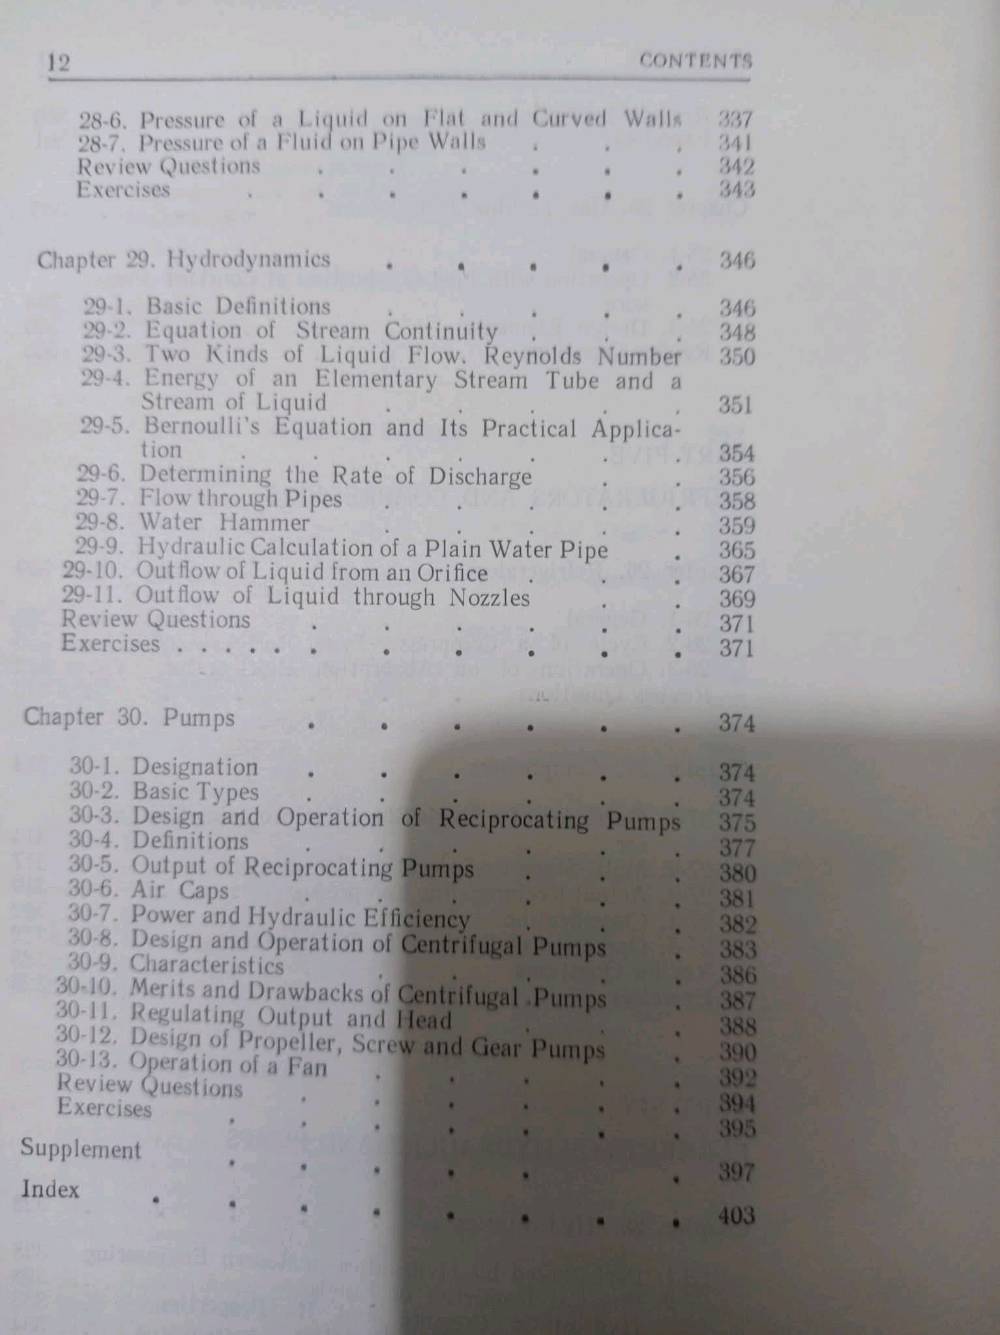 12 CONTENTS
28-6. Pressure of a Liquid on Flat and Curved Walls 337
28-7. Pressure of a Fluid on Pipe Walls . . . 341
Review Questions . . . . . . 342
Exercises . . . . . . . 343
Chapter 29. Hydrodynamics . . . . . 346
29-1. Basic Definitions . . . . . 346
29-2. Equation of Stream Continuity . . . 348
29-3. Two Kinds of Liquid Flow. Reynolds Number 350
29-4. Energy of an Elementary Stream Tube and a
Stream of Liquid . . . . . 351
29-5. Bernoulli's Equation and Its Practical Applica-
tion . . . . . . . 354
29-6. Determining the Rate of Discharge . . 356
29-7. Flow through Pipes . . . . . 358
29-8. Water Hammer . . . . . 359
29-9. Hydraulic Calculation of a Plain Water Pipe . 365
29-10. Outflow of Liquid from an Orifice . . . 367
29-11. Outflow of Liquid through Nozzles . . 369
Review Questions . . . . . . 371
Exercises . . . . . . . . . . . 371
Chapter 30. Pumps . . . . . . 374
30-1. Designation . . . . . . 374
30-2. Basic Types . . . . . . 374
30-3. Design and Operation of Reciprocating Pumps 375
30-4. Definitions . . . . . . 377
30-5. Output of Reciprocating Pumps . . . 380
30-6. Air Caps . . . . . . 381
30-7. Power and Hydraulic Efficiency . . . 382
30-8. Design and Operation of Centrifugal Pumps . 383
30-9. Characteristics . . . . . 386
30-10. Merits and Drawbacks of Centrifugal Pumps . 387
30-11. Regulating Output and Head . . . 388
30-12. Design of Propeller, Screw and Gear Pumps . 390
30-13. Operation of a Fan . . . . . 392
Review Questions . . . . . . 394
Exercises . . . . . . . 395
Supplement . . . . . . 397
Index . . . . . . . . 403